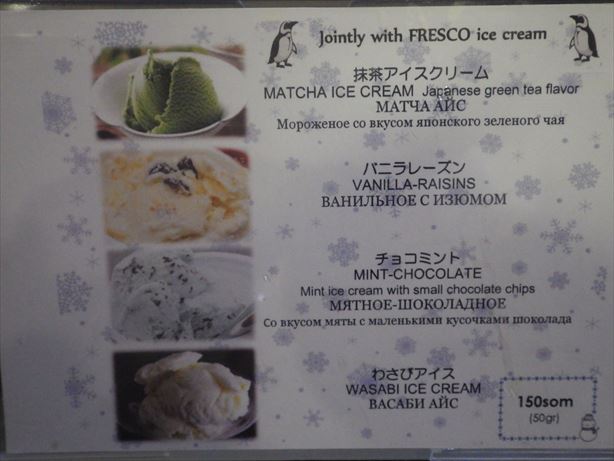 Jointly with FRESCO ice cream
抹茶アイスクリーム
MATCHA ICE CREAM Japanese green tea flavor
МАТЧА АЙС
Мороженое со вкусом японского зеленого чая
バニラレーズン
VANILLA-RAISINS
ВАНИЛЬНОЕ С ИЗЮМОМ
チョコミント
MINT-CHOCOLATE
Mint ice cream with small chocolate chips
МЯТНОЕ-ШОКОЛАДНОЕ
Со вкусом мяты с маленькими кусочками шоколада
わさびアイス
WASABI ICE CREAM
ВАСАБИ АЙС
150som
(50gr)